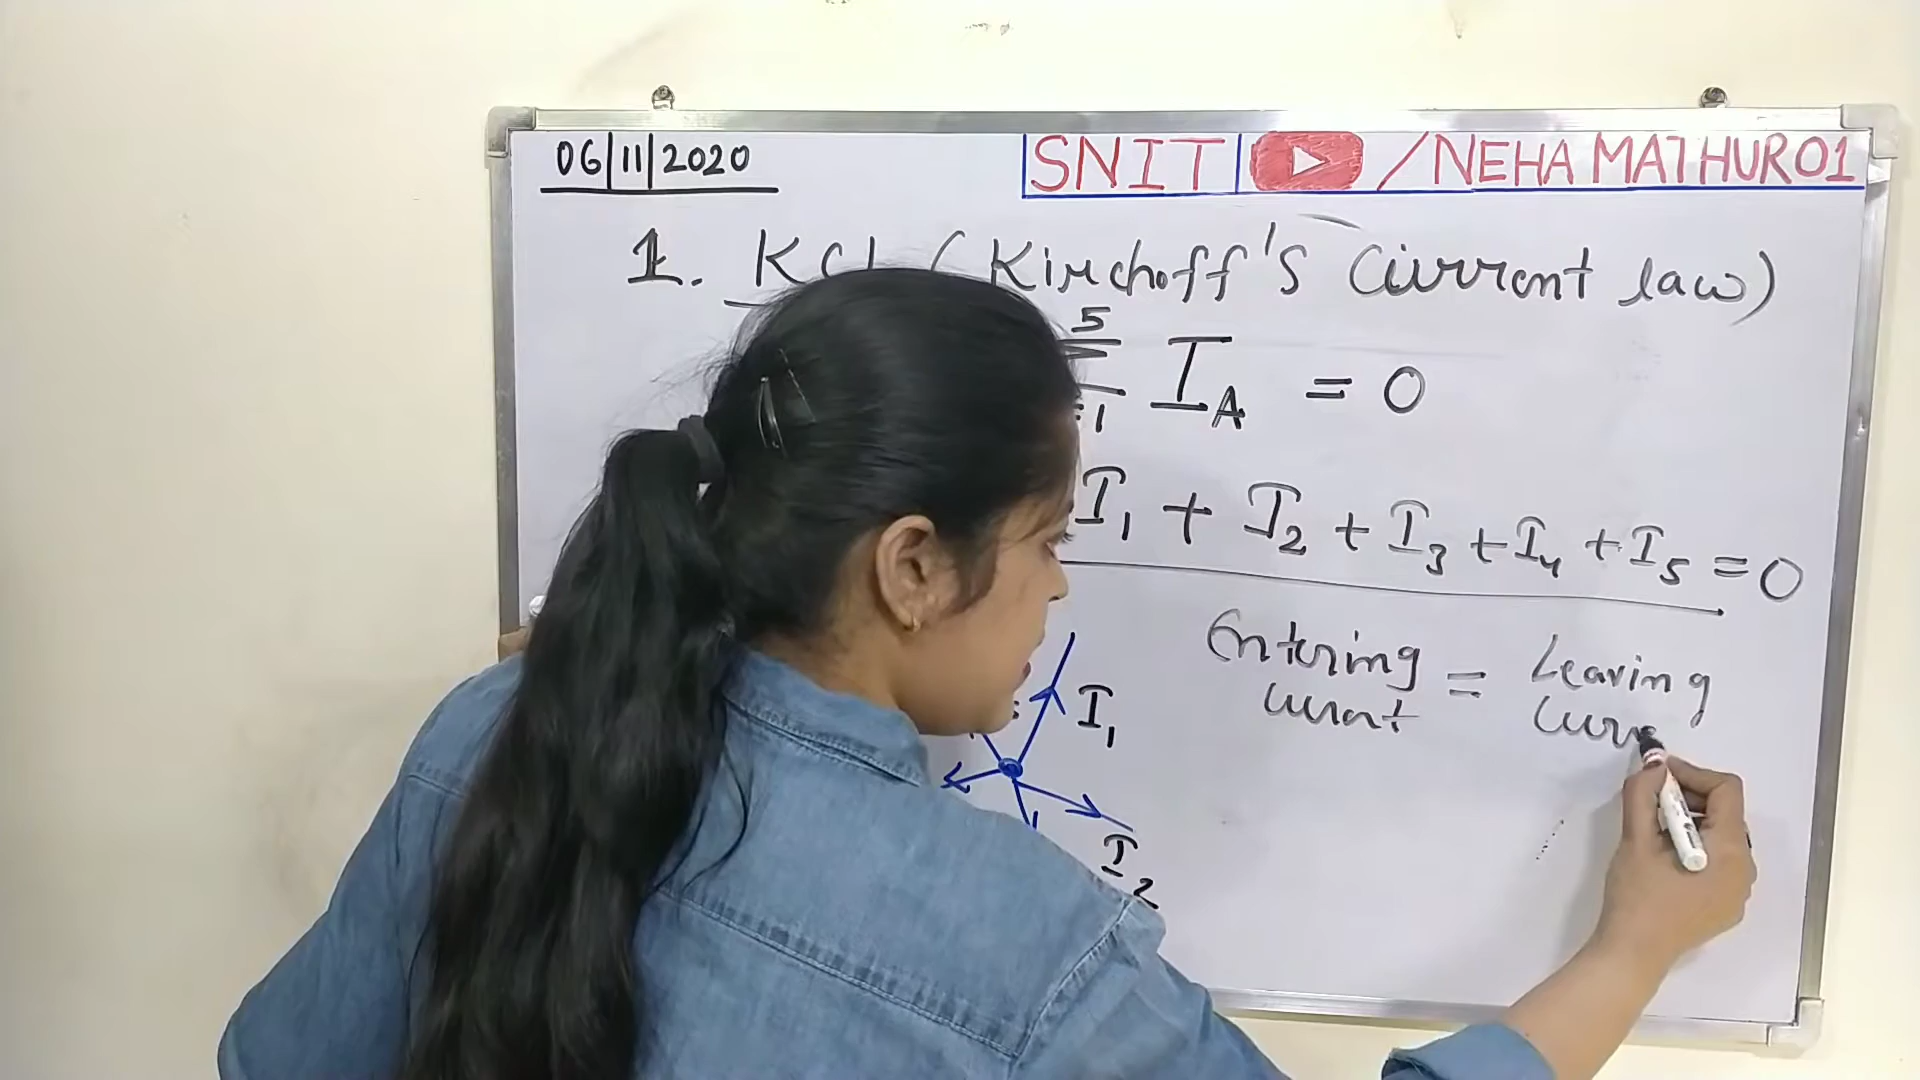 06|11|2020
SNIT /NEHA MATHUR01
1. KCL (Kirchoff's Current law)
5
I_A = 0
I_1 + I_2 + I_3 + I_4 + I_5 = 0
Entering = Leaving
I_1
I_2